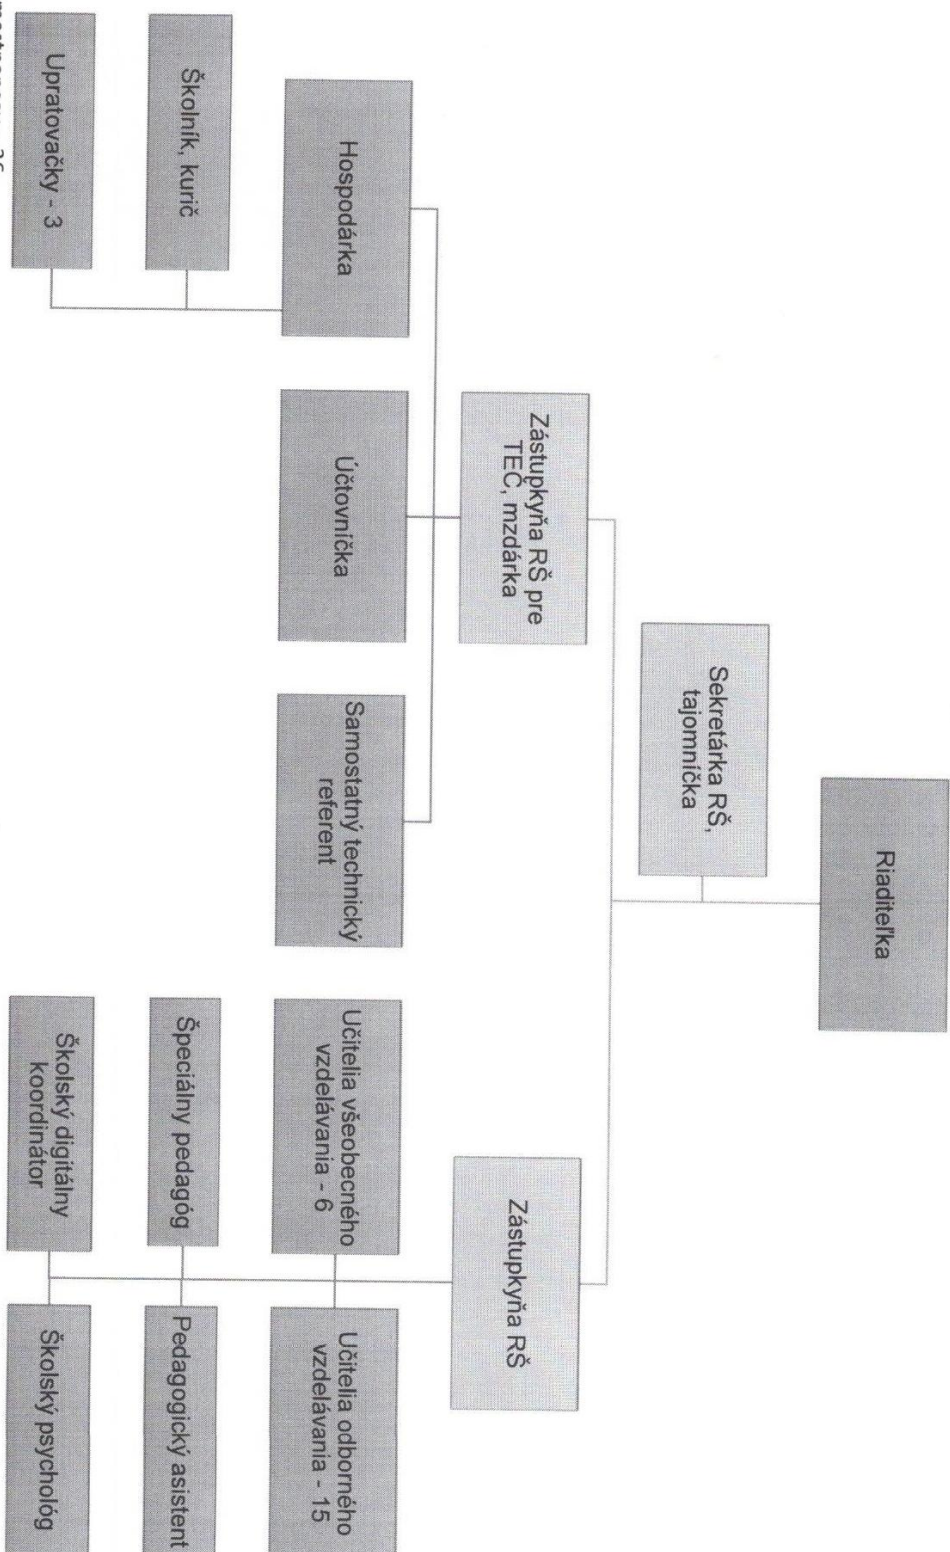 Riaditeľka
Sekretárka RŠ,
tajomníčka
Zástupkyňa RŠ pre
TEČ, mzdárka
Zástupkyňa RŠ
Hospodárka
Účtovníčka
Samostatný technický
referent
Učitelia všeobecného
vzdelávania - 6
Učitelia odborného
vzdelávania - 15
Školník, kurič
Špeciálny pedagóg
Pedagogický asistent
Upratovačky - 3
Školský digitálny
koordinátor
Školský psychológ